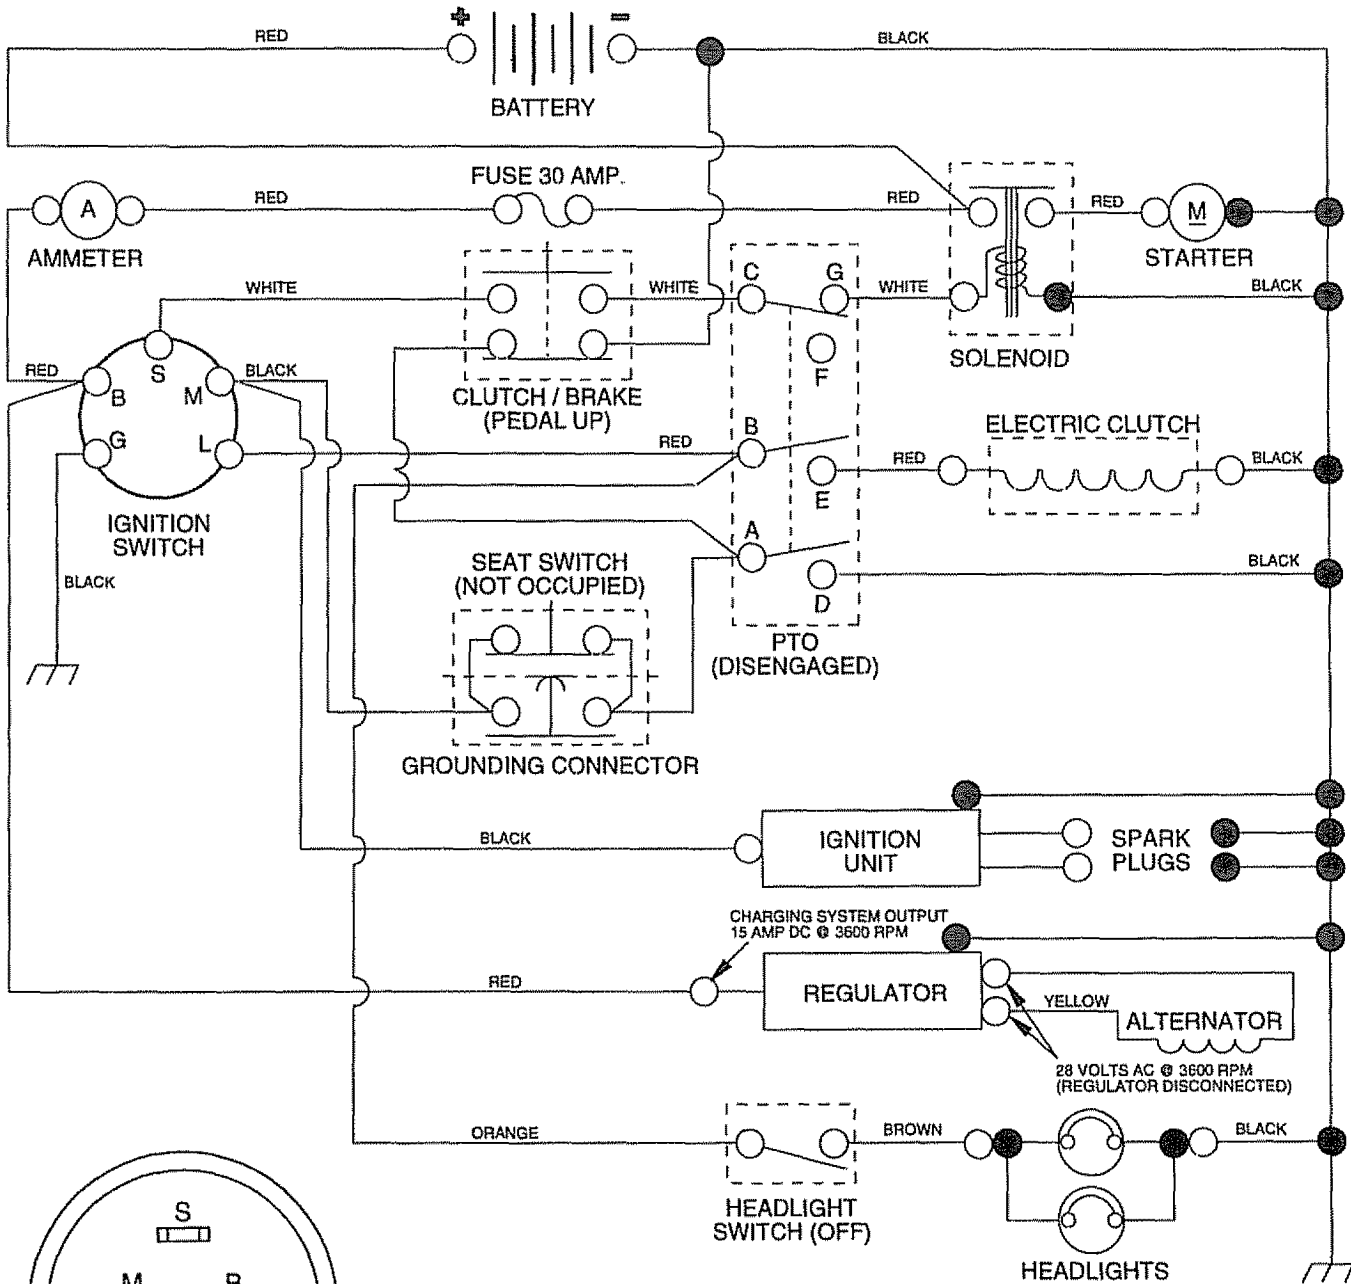 + −
RED
BLACK
BATTERY
FUSE 30 AMP.
A
RED
RED
RED
M
AMMETER
STARTER
WHITE
WHITE
C
G
WHITE
BLACK
F
SOLENOID
RED
S
BLACK
B
M
CLUTCH / BRAKE
(PEDAL UP)
G
L
RED
B
ELECTRIC CLUTCH
RED
BLACK
E
IGNITION
SWITCH
A
SEAT SWITCH
(NOT OCCUPIED)
BLACK
BLACK
D
PTO
(DISENGAGED)
GROUNDING CONNECTOR
BLACK
IGNITION
UNIT
SPARK
PLUGS
CHARGING SYSTEM OUTPUT
15 AMP DC @ 3600 RPM
RED
REGULATOR
YELLOW
ALTERNATOR
28 VOLTS AC @ 3600 RPM
(REGULATOR DISCONNECTED)
ORANGE
BROWN
BLACK
HEADLIGHT
SWITCH (OFF)
HEADLIGHTS
S
M
B